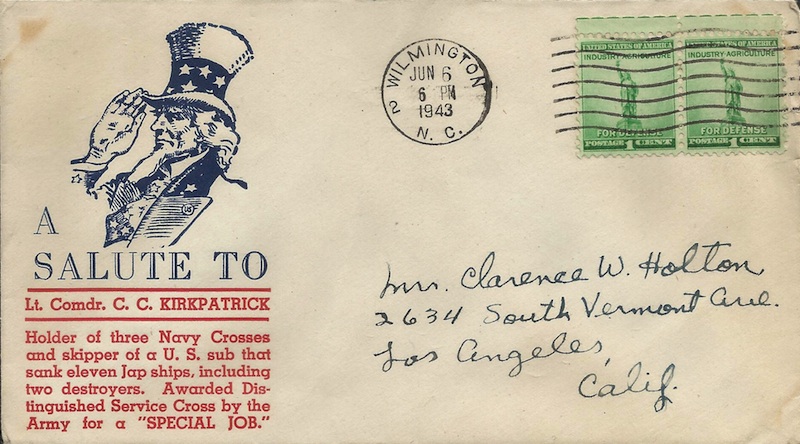 A
SALUTE TO
Lt. Comdr. C. C. KIRKPATRICK
Holder of three Navy Crosses
and skipper of a U. S. sub that
sank eleven Jap ships, including
two destroyers. Awarded Dis-
tinguished Service Cross by the
Army for a "SPECIAL JOB."
US
WILMINGTON
2
JUN 6
6 PM
1943
N. C.
UNITED STATES OF AMERICA
INDUSTRY·AGRICULTURE
FOR DEFENSE
POSTAGE 1 CENT
UNITED STATES OF AMERICA
INDUSTRY·AGRICULTURE
FOR DEFENSE
POSTAGE 1 CENT
Mrs. Clarence W. Holton
2634 South Vermont Ave.
Los Angeles,
Calif.